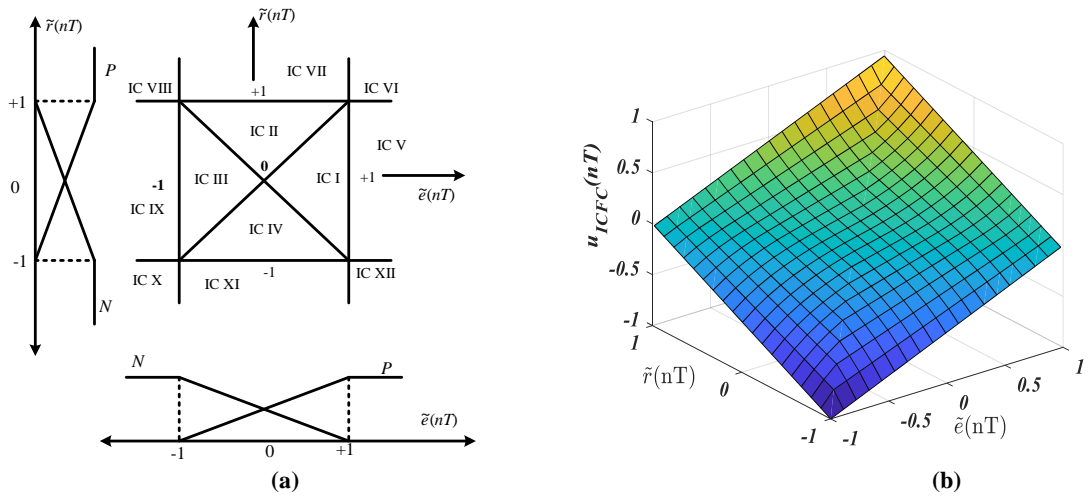 r̃(nT)
P
+1
0
-1
N
r̃(nT)
IC VII
IC VIII
+1
IC VI
IC II
IC V
0
-1
IC III
IC I
+1
ẽ(nT)
IC IX
IC IV
IC X
IC XI
-1
IC XII
N
P
ẽ(nT)
-1
0
+1
(a)
u_ICFC(nT)
1
0.5
0
-0.5
-1
1
0
-1
r̃(nT)
-1
-0.5
0
0.5
1
ẽ(nT)
(b)